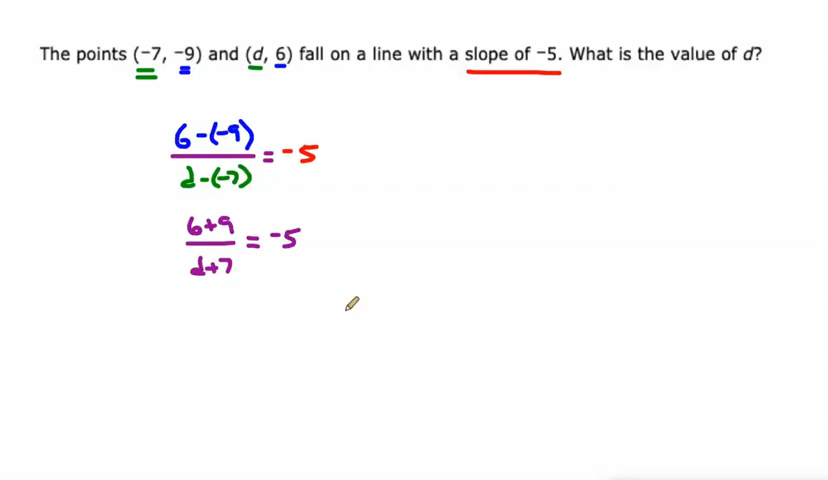 The points (−7, −9) and (d, 6) fall on a line with a slope of −5. What is the value of d?
6-(-9)
= -5
d-(-7)
6+9
= -5
d+7